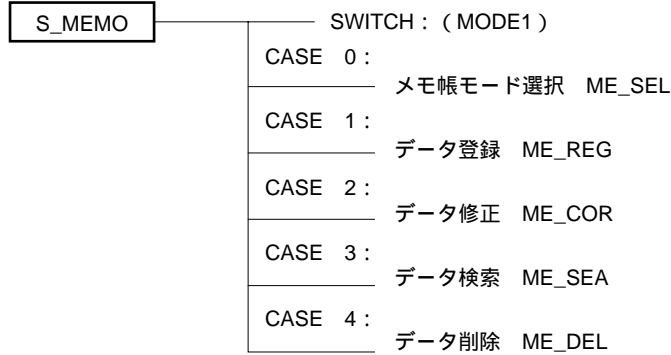 S_MEMO
SWITCH：（MODE1）
CASE 0：
メモ帳モード選択 ME_SEL
CASE 1：
データ登録 ME_REG
CASE 2：
データ修正 ME_COR
CASE 3：
データ検索 ME_SEA
CASE 4：
データ削除 ME_DEL